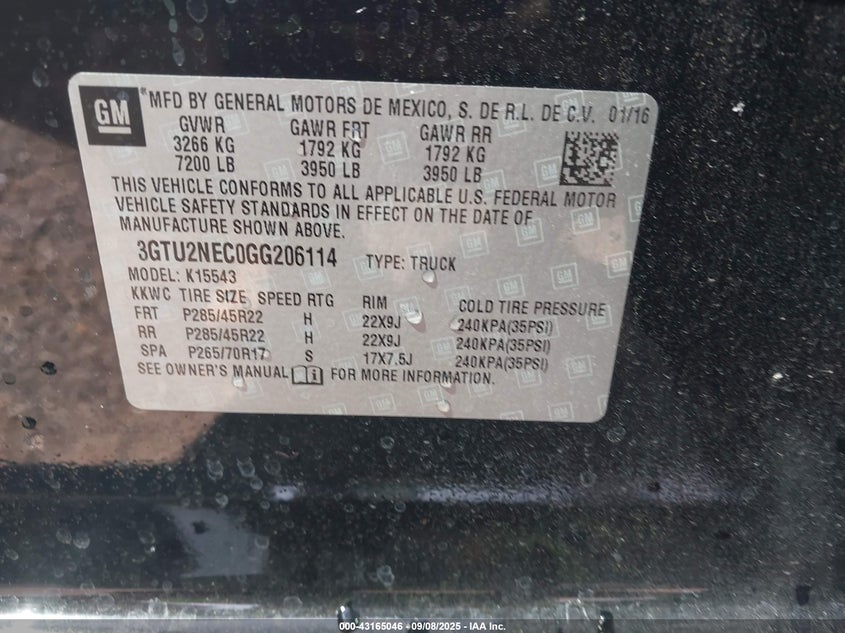 GM *MFD BY GENERAL MOTORS DE MEXICO, S. DE R.L. DE C.V. 01/16
GVWR GAWR FRT GAWR RR
3266 KG 1792 KG 1792 KG
7200 LB 3950 LB 3950 LB
THIS VEHICLE CONFORMS TO ALL APPLICABLE U.S. FEDERAL MOTOR
VEHICLE SAFETY STANDARDS IN EFFECT ON THE DATE OF
MANUFACTURE SHOWN ABOVE.
3GTU2NEC0GG206114 TYPE: TRUCK
MODEL: K15543
KKWC TIRE SIZE SPEED RTG RIM COLD TIRE PRESSURE
FRT P285/45R22 H 22X9J 240KPA(35PSI)
RR P285/45R22 H 22X9J 240KPA(35PSI)
SPA P265/70R17 S 17X7.5J 240KPA(35PSI)
SEE OWNER'S MANUAL FOR MORE INFORMATION.
000-43165046 - 09/08/2025 - IAA Inc.